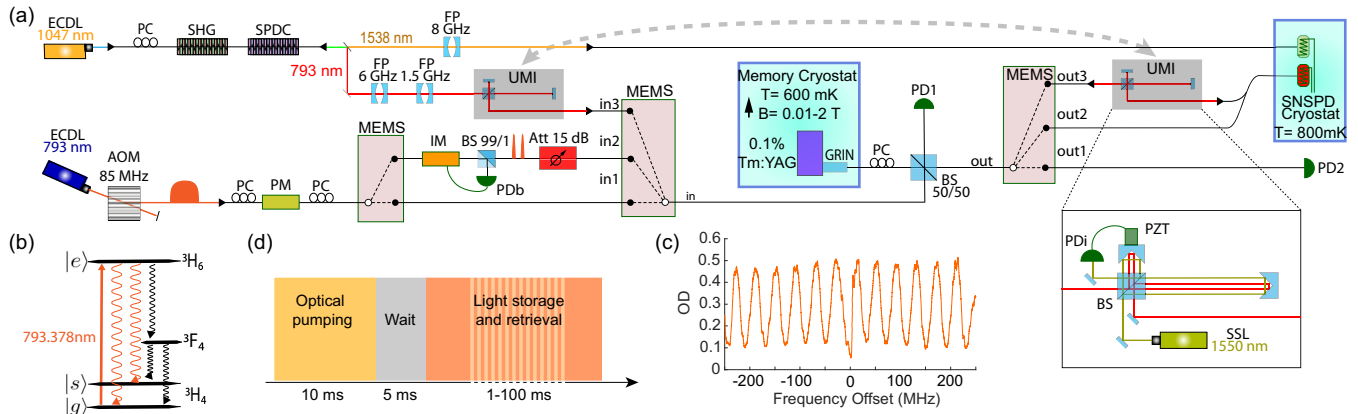 (a)
ECDL
1047 nm
PC
SHG
SPDC
1538 nm
FP
8 GHz
793 nm
FP
6 GHz
FP
1.5 GHz
UMI
MEMS
in3
in2
in1
in
ECDL
793 nm
AOM
85 MHz
PC
PM
PC
MEMS
IM
BS 99/1
PDb
Att 15 dB
Memory Cryostat
T= 600 mK
B= 0.01-2 T
0.1%
Tm:YAG
GRIN
PC
PD1
BS
50/50
out
MEMS
out3
out2
out1
UMI
SNSPD
Cryostat
T= 800mK
PD2
PDi
PZT
BS
SSL
1550 nm
(b)
|e⟩
³H₆
793.378nm
³F₄
|s⟩
³H₄
|g⟩
(d)
Optical
pumping
Wait
Light storage
and retrieval
10 ms
5 ms
1-100 ms
(c)
OD
0.6
0.5
0.4
0.3
0.2
0.1
0
-250 -100 -50 0 50 100 250
Frequency Offset (MHz)